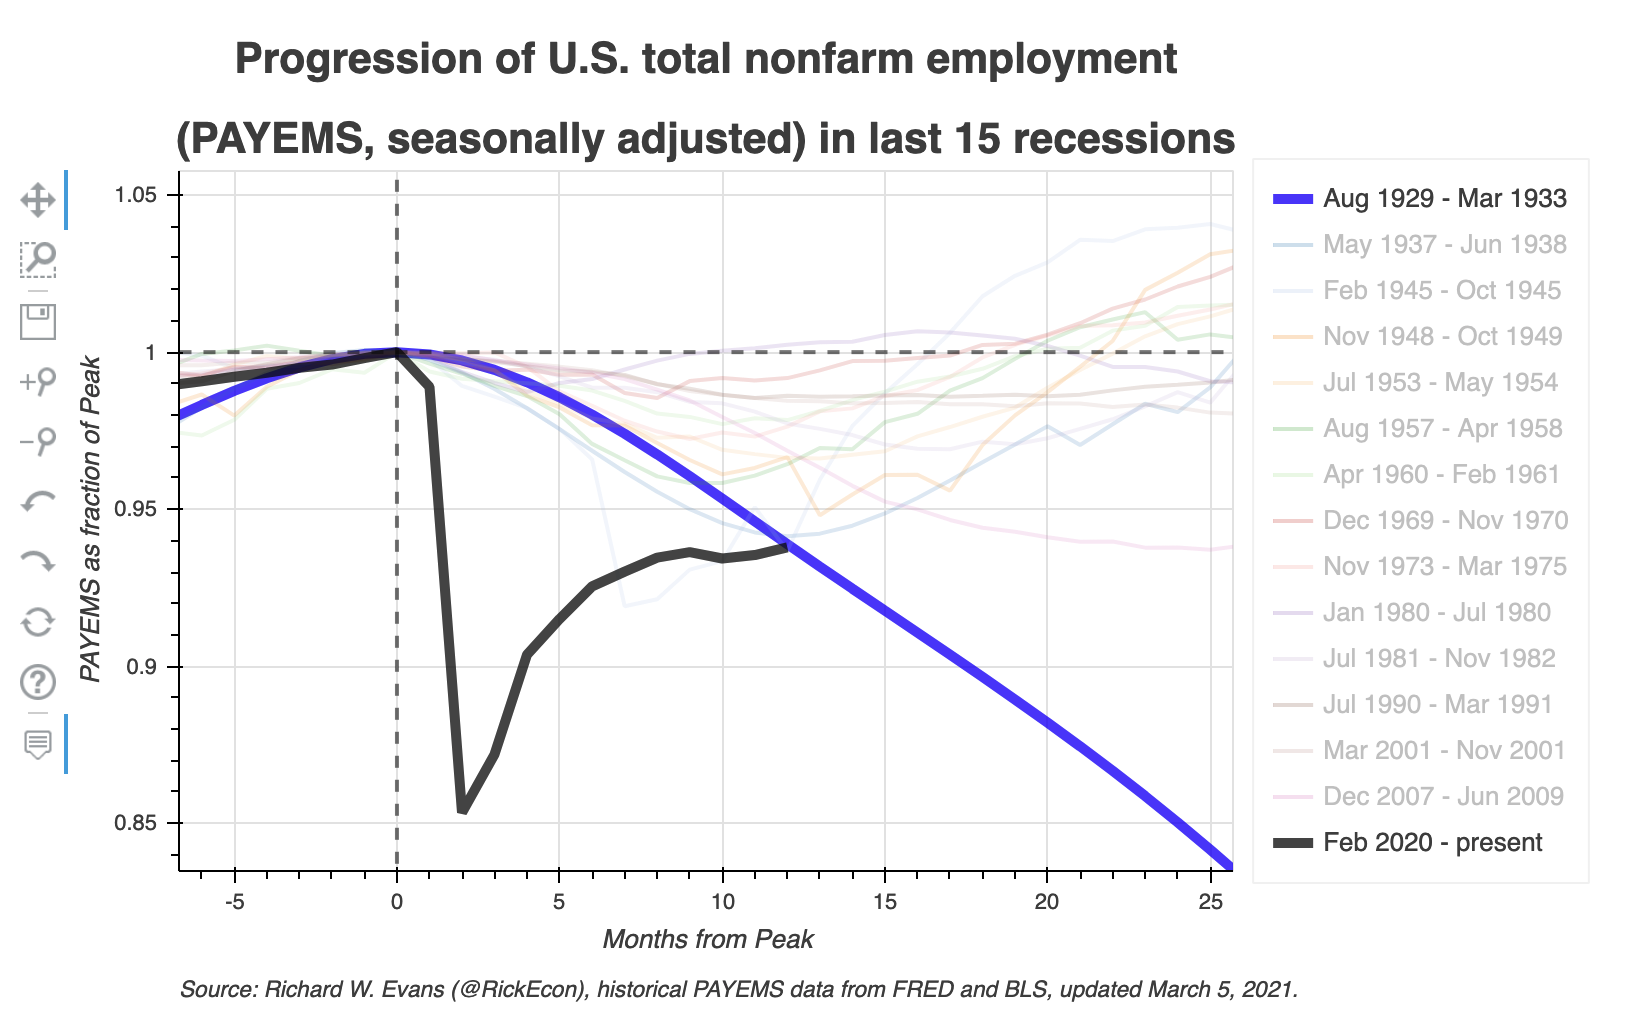 Progression of U.S. total nonfarm employment
(PAYEMS, seasonally adjusted) in last 15 recessions
PAYEMS as fraction of Peak
1.05
1
0.95
0.9
0.85
-5
0
5
10
15
20
25
Months from Peak
Aug 1929 - Mar 1933
May 1937 - Jun 1938
Feb 1945 - Oct 1945
Nov 1948 - Oct 1949
Jul 1953 - May 1954
Aug 1957 - Apr 1958
Apr 1960 - Feb 1961
Dec 1969 - Nov 1970
Nov 1973 - Mar 1975
Jan 1980 - Jul 1980
Jul 1981 - Nov 1982
Jul 1990 - Mar 1991
Mar 2001 - Nov 2001
Dec 2007 - Jun 2009
Feb 2020 - present
Source: Richard W. Evans (@RickEcon), historical PAYEMS data from FRED and BLS, updated March 5, 2021.